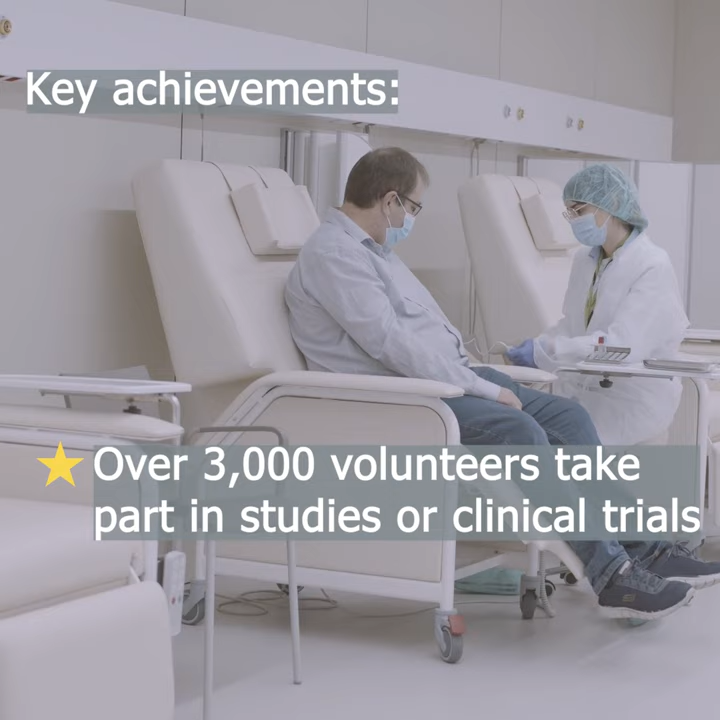 Key achievements:
Over 3,000 volunteers take
part in studies or clinical trials